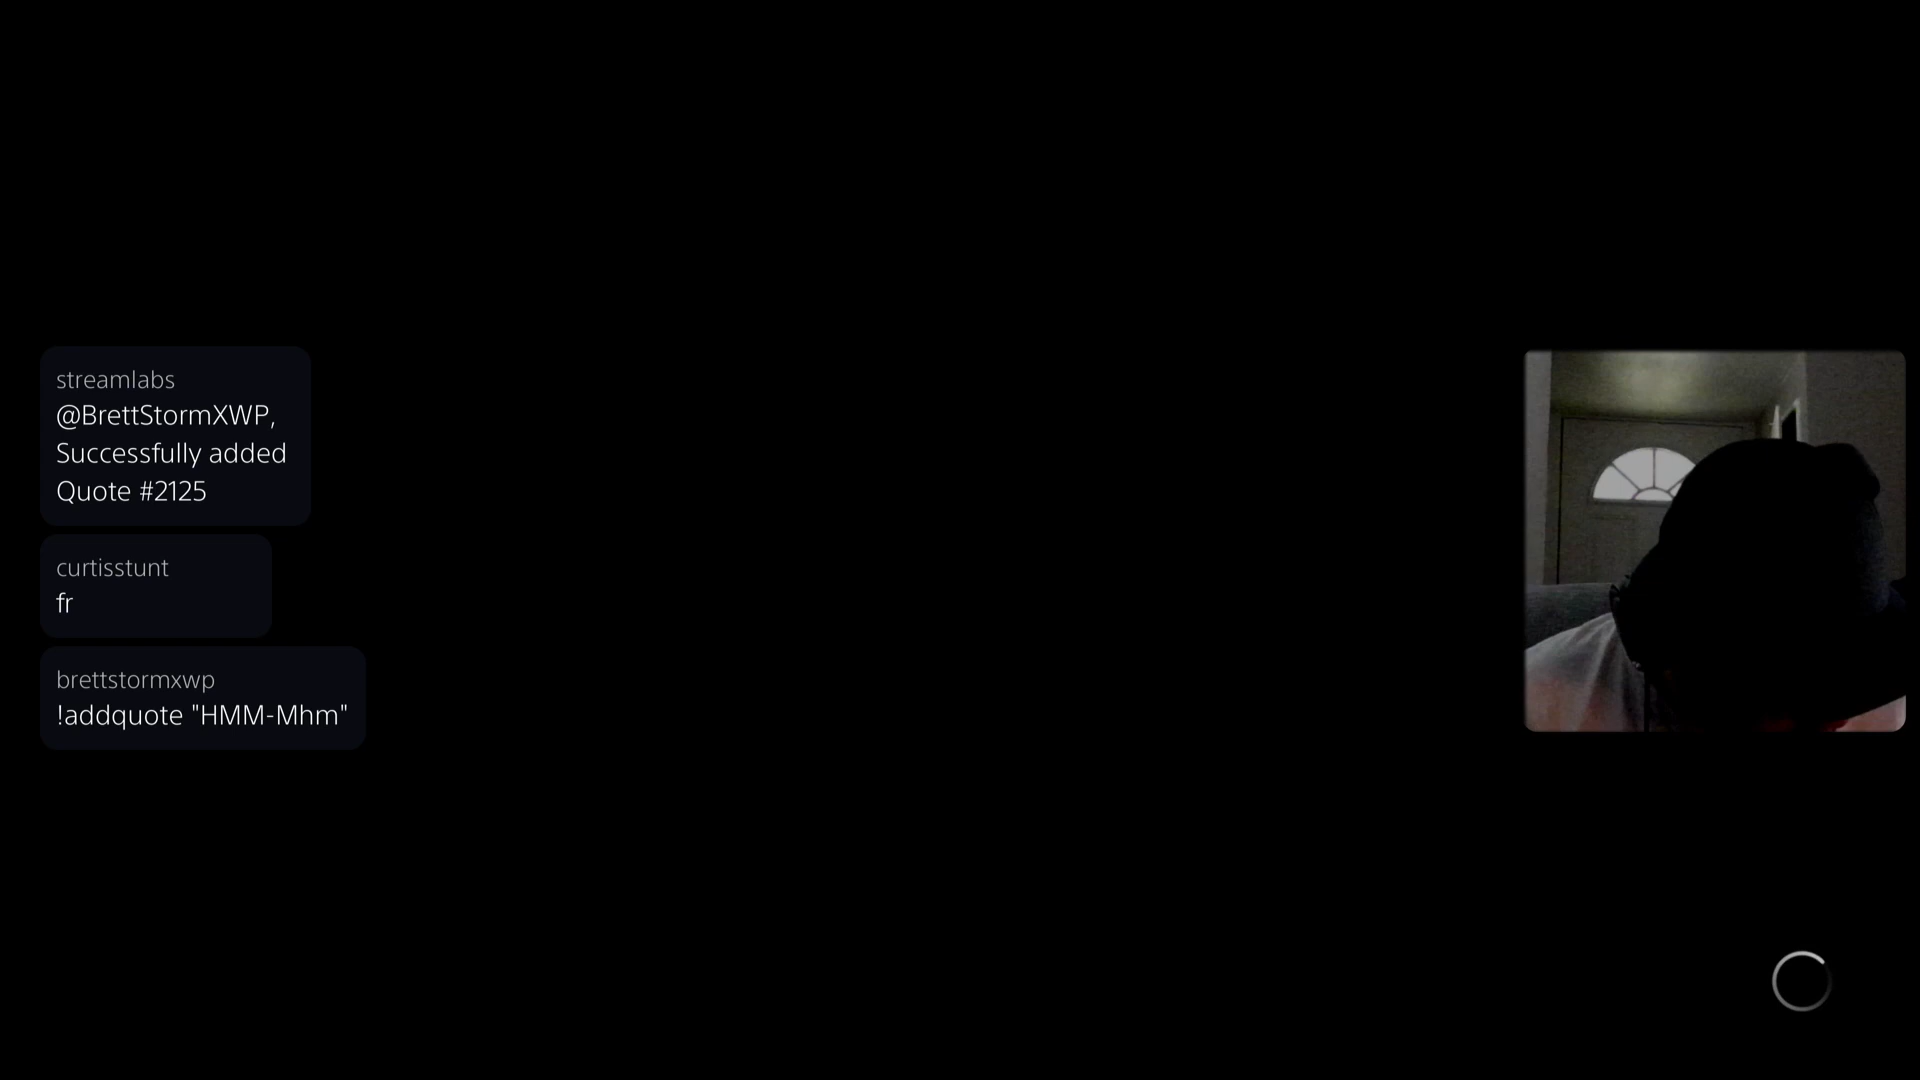 streamlabs
@BrettStormXWP,
Successfully added
Quote #2125
curtisstunt
fr
brettstormxwp
!addquote "HMM-Mhm"